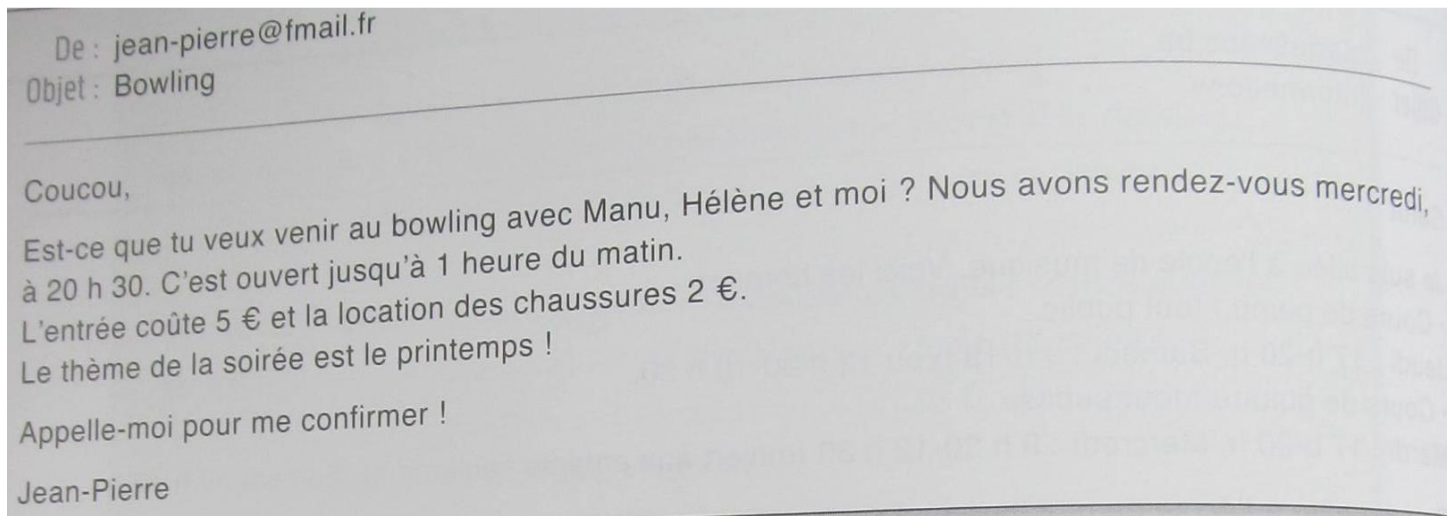 De : jean-pierre@fmail.fr
Objet : Bowling
Coucou,
Est-ce que tu veux venir au bowling avec Manu, Hélène et moi ? Nous avons rendez-vous mercredi,
à 20 h 30. C'est ouvert jusqu'à 1 heure du matin.
L'entrée coûte 5 € et la location des chaussures 2 €.
Le thème de la soirée est le printemps !
Appelle-moi pour me confirmer !
Jean-Pierre